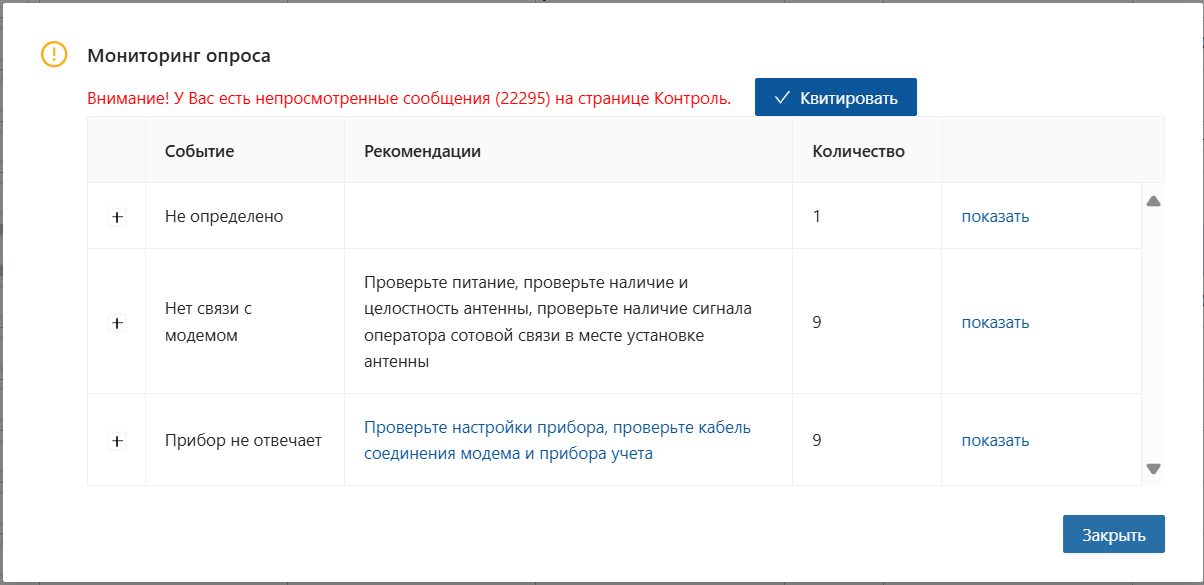 Мониторинг опроса
Внимание! У Вас есть непросмотренные сообщения (22295) на странице Контроль.
Квитировать
Событие
Рекомендации
Количество
Не определено
1
показать
Нет связи с
модемом
Проверьте питание, проверьте наличие и
целостность антенны, проверьте наличие сигнала
оператора сотовой связи в месте установке
антенны
9
показать
Прибор не отвечает
Проверьте настройки прибора, проверьте кабель
соединения модема и прибора учета
9
показать
Закрыть